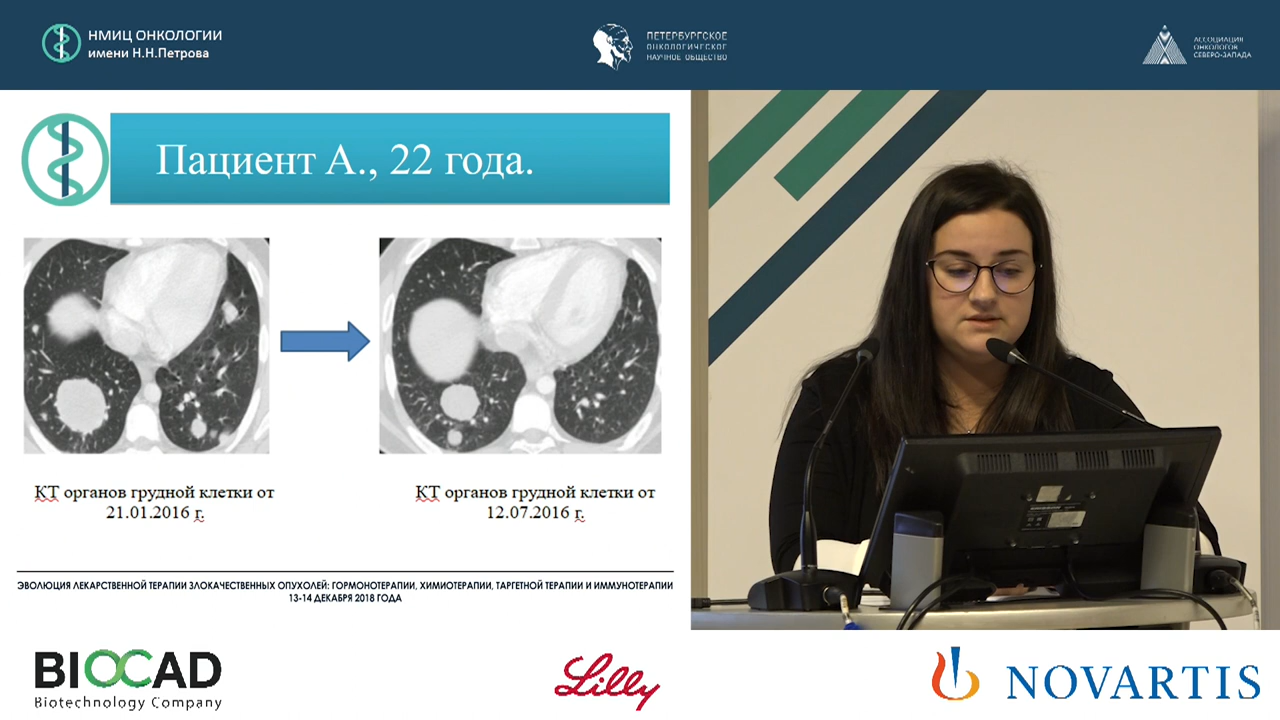 НМИЦ ОНКОЛОГИИ
имени Н.Н.Петрова
ПЕТЕРБУРГСКОЕ
ОНКОЛОГИЧЕСКОЕ
НАУЧНОЕ ОБЩЕСТВО
АССОЦИАЦИЯ
ОНКОЛОГОВ
СЕВЕРО-ЗАПАДА
Пациент А., 22 года.
КТ органов грудной клетки от
21.01.2016 г.
КТ органов грудной клетки от
12.07.2016 г.
ЭВОЛЮЦИЯ ЛЕКАРСТВЕННОЙ ТЕРАПИИ ЗЛОКАЧЕСТВЕННЫХ ОПУХОЛЕЙ: ГОРМОНОТЕРАПИИ, ХИМИОТЕРАПИИ, ТАРГЕТНОЙ ТЕРАПИИ И ИММУНОТЕРАПИИ
13-14 ДЕКАБРЯ 2018 ГОДА
BIOCAD
Biotechnology Company
Lilly
NOVARTIS